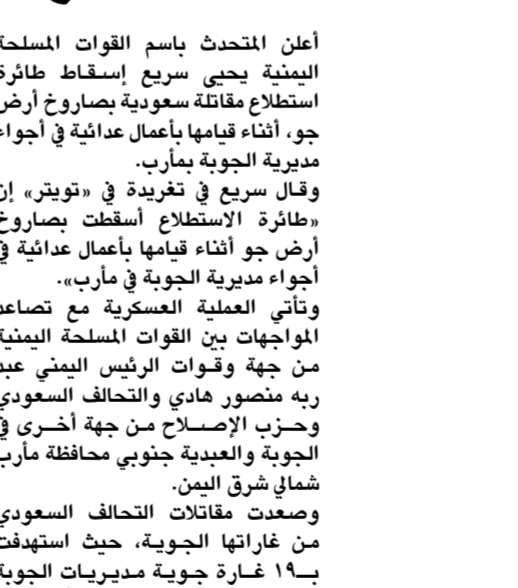 أعلن المتحدث باسم القوات المسلحة
اليمنية يحيى سريع إسقاط طائرة
استطلاع مقاتلة سعودية بصاروخ أرض
جو، أثناء قيامها بأعمال عدائية في أجواء
مديرية الجوبة بمأرب.
وقال سريع في تغريدة في «تويتر» إن
«طائرة الاستطلاع أسقطت بصاروخ
أرض جو أثناء قيامها بأعمال عدائية في
أجواء مديرية الجوبة في مأرب».
وتأتي العملية العسكرية مع تصاعد
المواجهات بين القوات المسلحة اليمنية
من جهة وقوات الرئيس اليمني عبد
ربه منصور هادي والتحالف السعودي
وحزب الإصلاح من جهة أخرى في
الجوبة والعبدية جنوبي محافظة مأرب
شمالي شرق اليمن.
وصعدت مقاتلات التحالف السعودي
من غاراتها الجوية، حيث استهدفت
بـ١٩ غارة جوية مديريات الجوبة